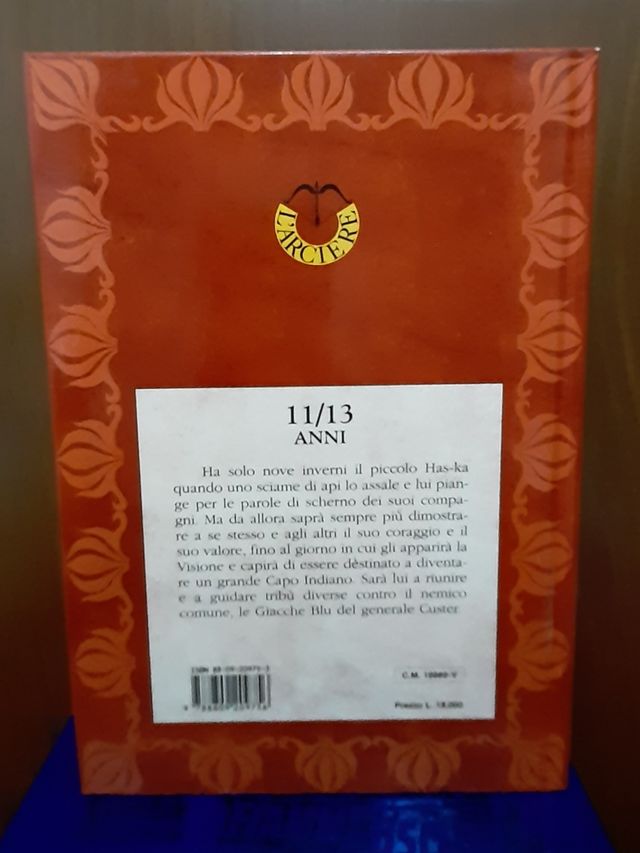 L'ARCIERE
11/13
ANNI
Ha solo nove inverni il piccolo Has-ka
quando uno sciame di api lo assale e lui pian-
ge per le parole di scherno dei suoi compa-
gni. Ma da allora saprà sempre più dimostra-
re a se stesso e agli altri il suo coraggio e il
suo valore, fino al giorno in cui gli apparirà la
Visione e capirà di essere destinato a diventa-
re un grande Capo Indiano. Sarà lui a riunire
e a guidare tribù diverse contro il nemico
comune, le Giacche Blu del generale Custer.
ISBN
C.M.
Prezzo L. 18.000